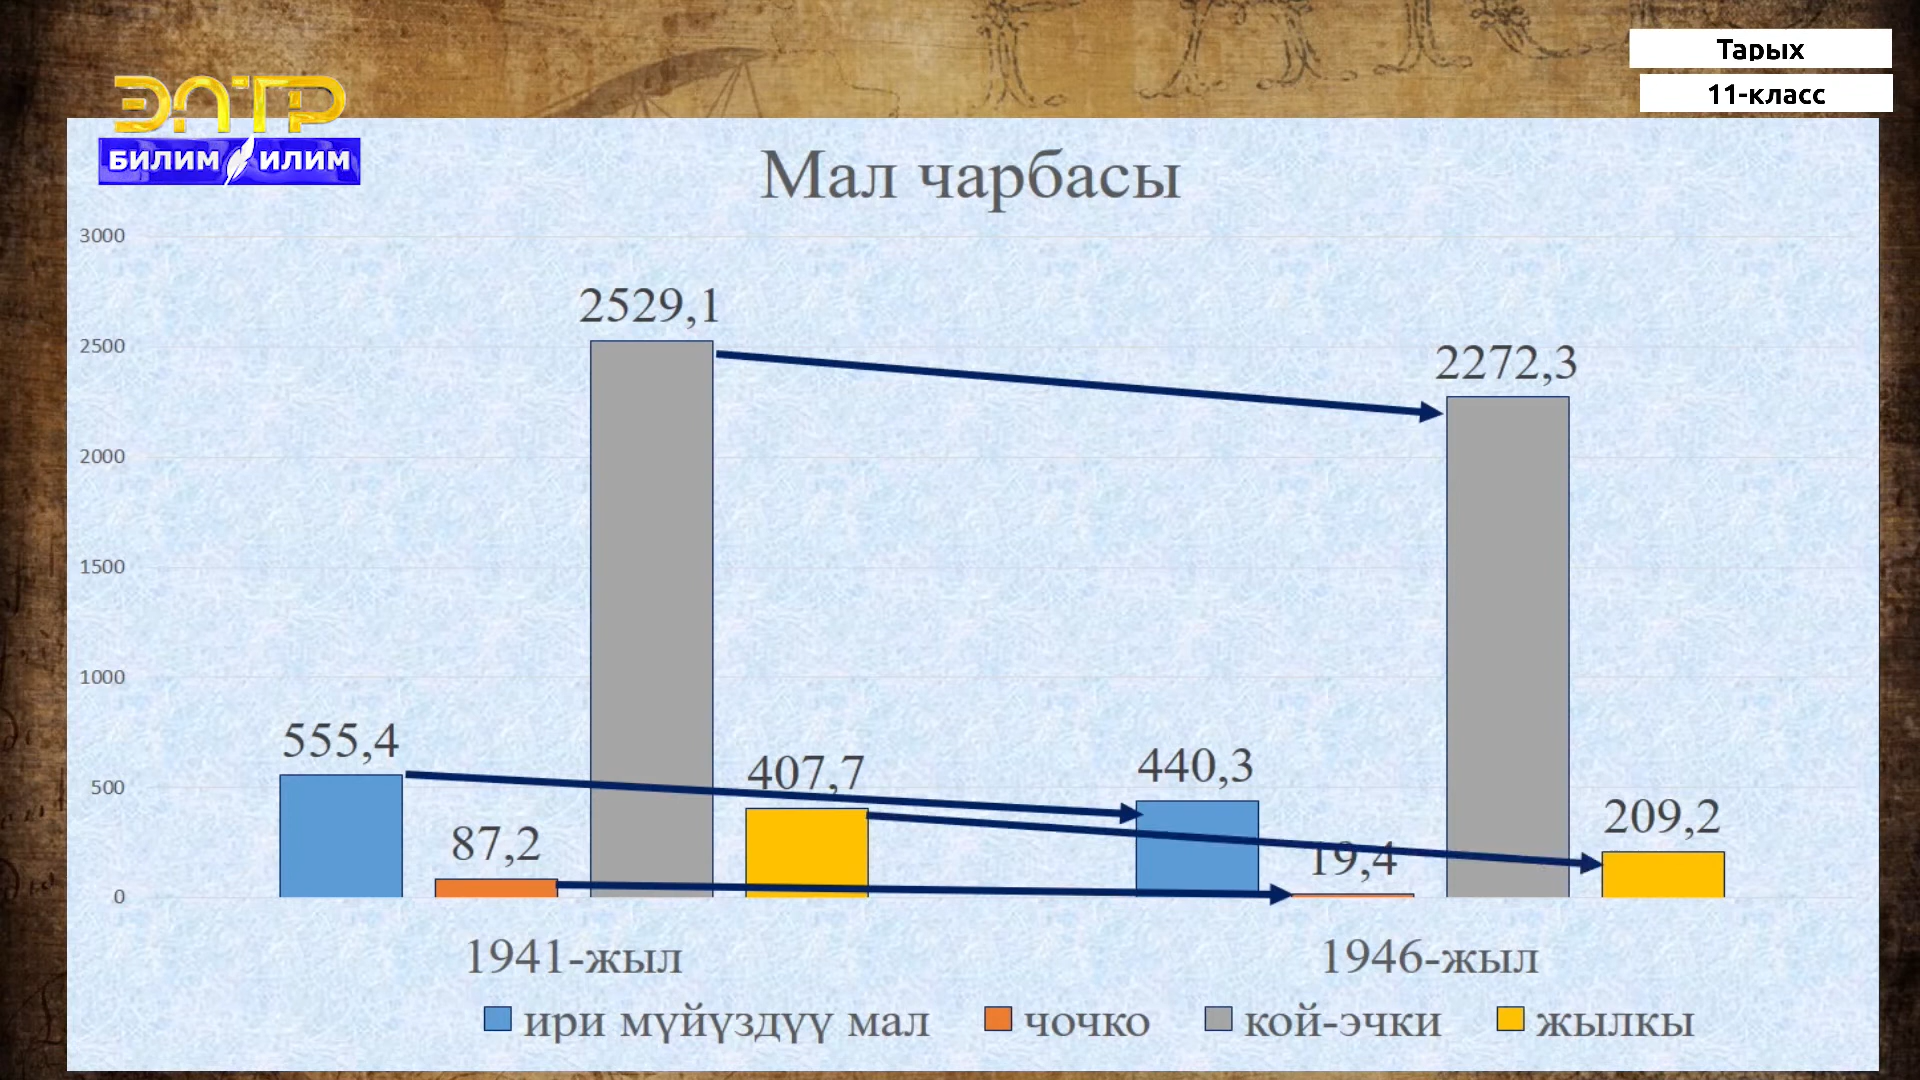 Тарых
11-класс
ЭЛТР
БИЛИМ ИЛИМ
Мал чарбасы
3000
2500
2000
1500
1000
500
0
555,4
87,2
2529,1
407,7
440,3
19,4
2272,3
209,2
1941-жыл
1946-жыл
ири мүйүздүү мал
чочко
кой-эчки
жылкы